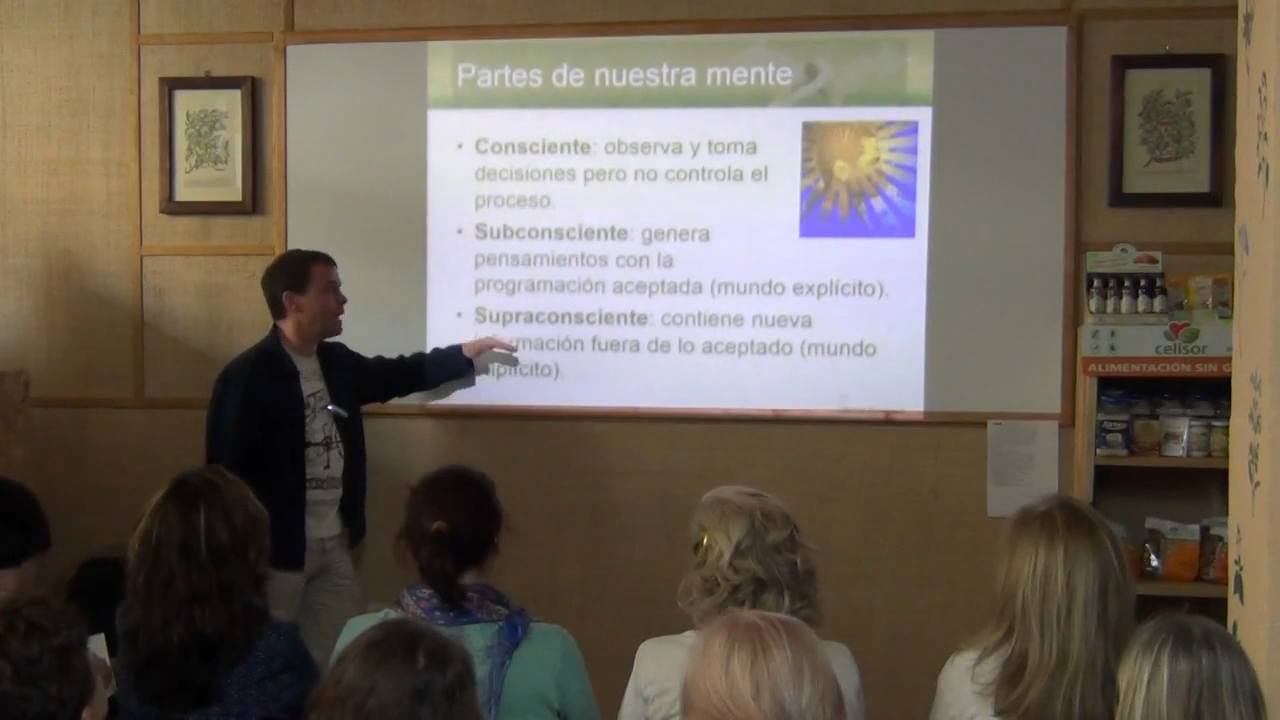 Partes de nuestra mente
• Consciente: observa y toma
decisiones pero no controla el
proceso.
• Subconsciente: genera
pensamientos con la
programación aceptada (mundo explícito).
• Supraconsciente: contiene nueva
mación fuera de lo aceptado (mundo
plícito).
celisor
ALIMENTACIÓN SIN G